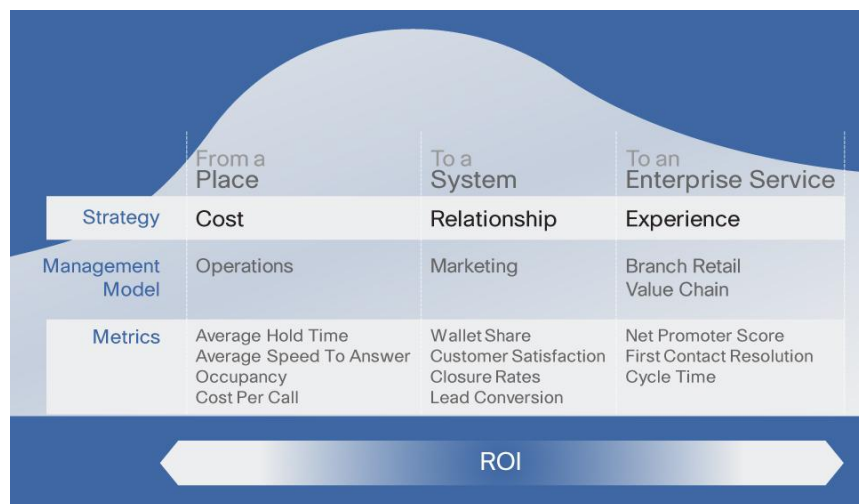 From a
Place
To a
System
To an
Enterprise Service
Strategy
Cost
Relationship
Experience
Management
Model
Operations
Marketing
Branch Retail
Value Chain
Metrics
Average Hold Time
Average Speed To Answer
Occupancy
Cost Per Call
Wallet Share
Customer Satisfaction
Closure Rates
Lead Conversion
Net Promoter Score
First Contact Resolution
Cycle Time
ROI